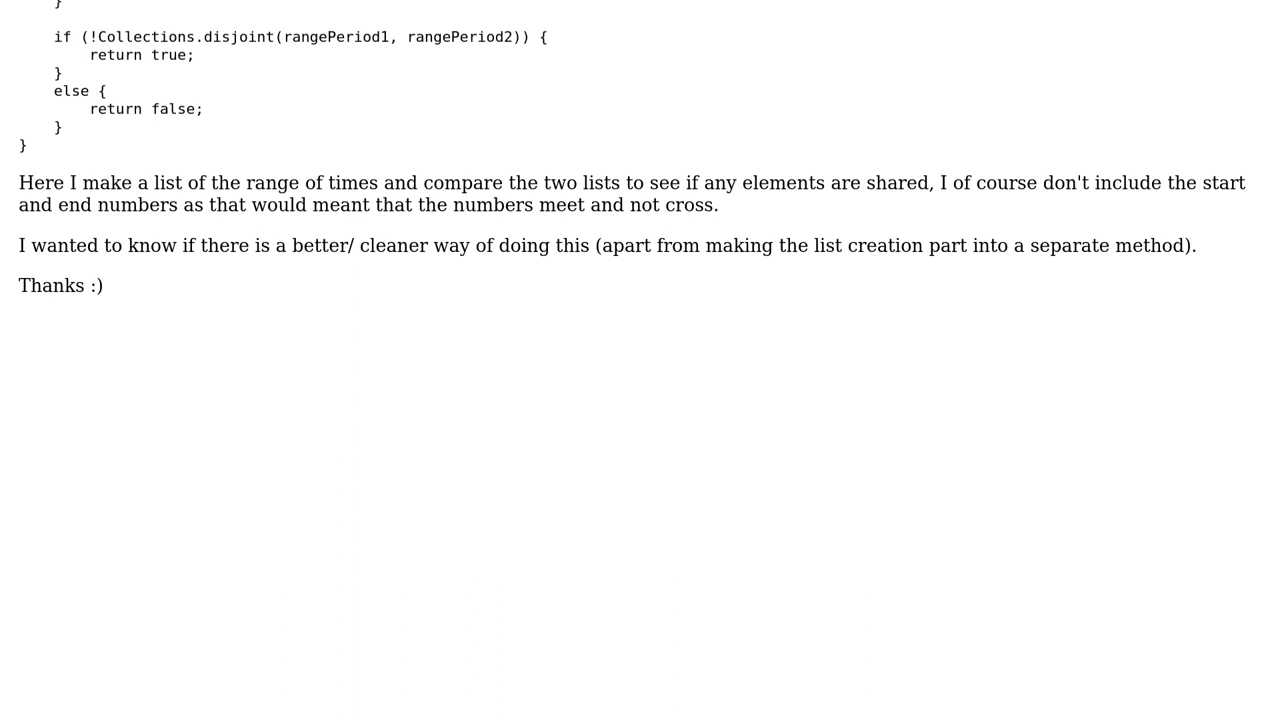 }
if (!Collections.disjoint(rangePeriod1, rangePeriod2)) {
return true;
}
else {
return false;
}
}
Here I make a list of the range of times and compare the two lists to see if any elements are shared, I of course don't include the start
and end numbers as that would meant that the numbers meet and not cross.
I wanted to know if there is a better/ cleaner way of doing this (apart from making the list creation part into a separate method).
Thanks :)